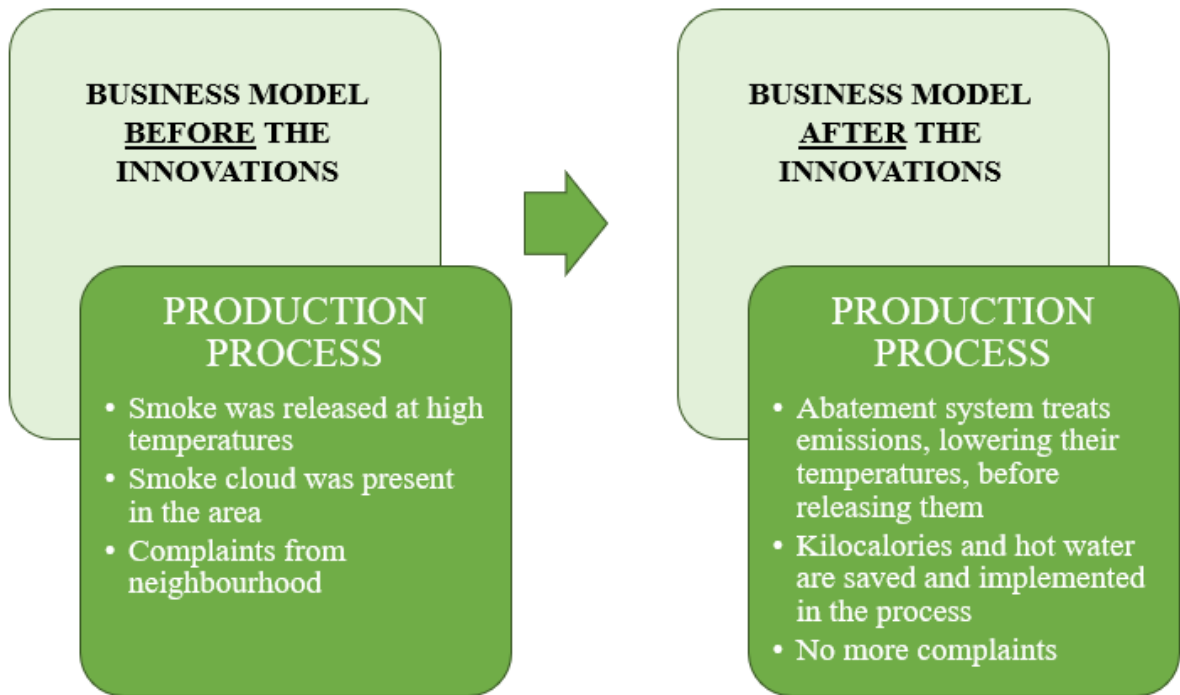 BUSINESS MODEL
BEFORE THE
INNOVATIONS
PRODUCTION
PROCESS
• Smoke was released at high
temperatures
• Smoke cloud was present
in the area
• Complaints from
neighbourhood
BUSINESS MODEL
AFTER THE
INNOVATIONS
PRODUCTION
PROCESS
• Abatement system treats
emissions, lowering their
temperatures, before
releasing them
• Kilocalories and hot water
are saved and implemented
in the process
• No more complaints